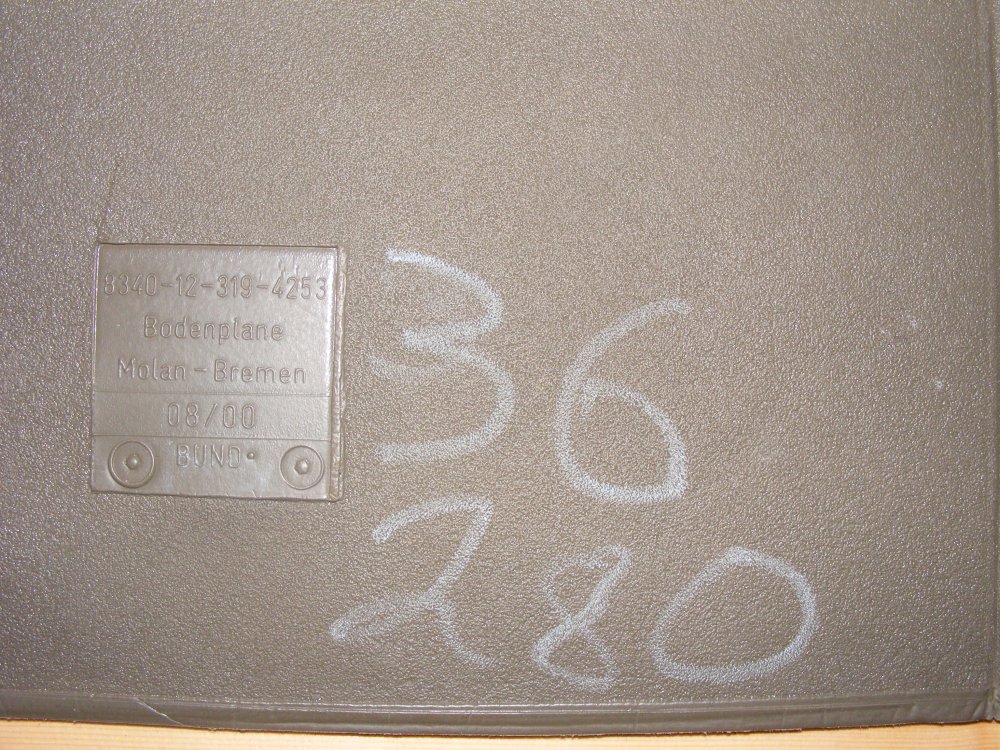 8340-12-319-4253
Bodenplane
Molan-Bremen
08/00
BUND
36
280